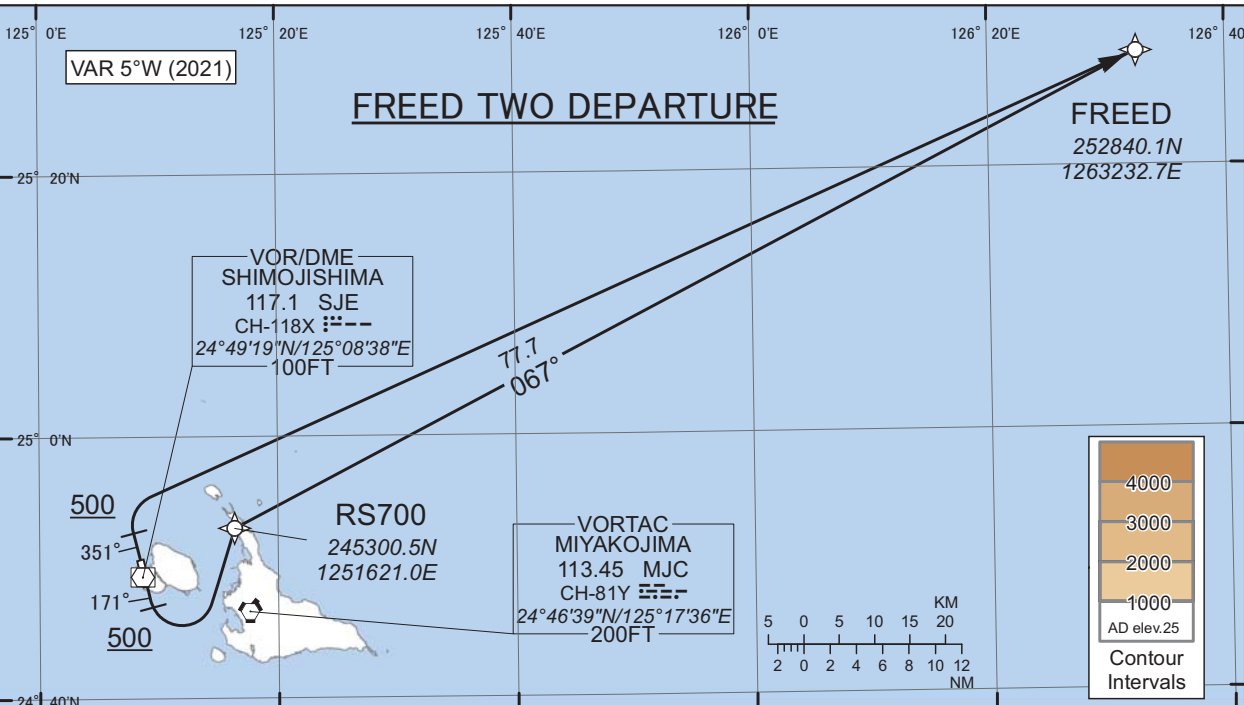 125° 0'E
125° 20'E
125° 40'E
126° 0'E
126° 20'E
126° 40
VAR 5°W (2021)
FREED TWO DEPARTURE
FREED
252840.1N
1263232.7E
25° 20'N
VOR/DME
SHIMOJISHIMA
117.1 SJE
CH-118X
24°49'19"N/125°08'38"E
100FT
77.7
067°
25° 0'N
500
351°
171°
500
RS700
245300.5N
1251621.0E
VORTAC
MIYAKOJIMA
113.45 MJC
CH-81Y
24°46'39"N/125°17'36"E
200FT
KM
5 0 5 10 15 20
2 0 2 4 6 8 10 12
NM
4000
3000
2000
1000
AD elev.25
Contour
Intervals
24° 40'N